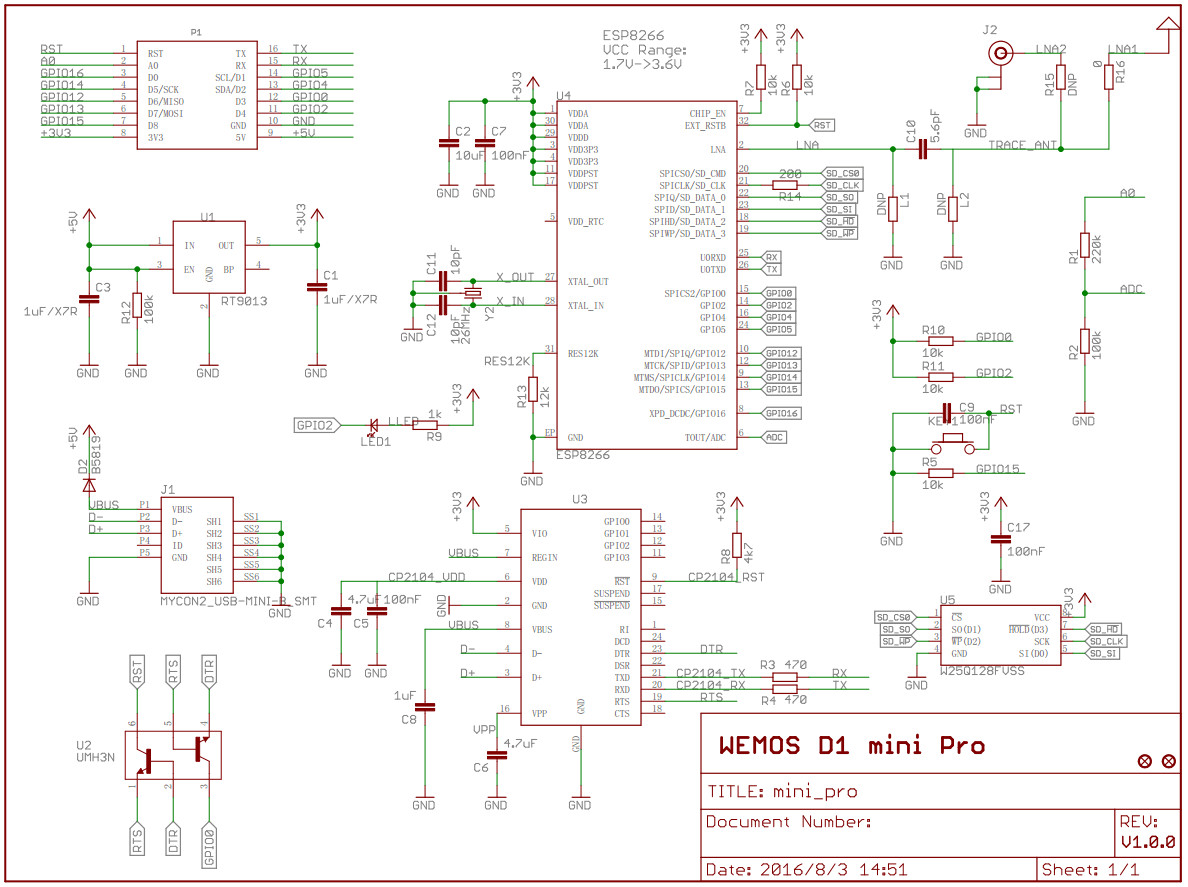 P1
RST 1 RST TX 16 TX
A0 2 A0 RX 15 RX
GPIO16 3 D0 SCL/D1 14 GPIO5
GPIO14 4 D5/SCK SDA/D2 13 GPIO4
GPIO12 5 D6/MISO D3 12 GPIO0
GPIO13 6 D7/MOSI D4 11 GPIO2
GPIO15 7 D8 GND 10 GND
+3V3 8 3V3 5V 9 +5V
ESP8266
VCC Range:
1.7V->3.6V
+3V3
C2
10uF
C7
100nF
GND
GND
U4
1 VDDA
30 VDDA
29 VDDD
3 VDD3P3
4 VDD3P3
11 VDDPST
17 VDDPST
5 VDD_RTC
27 XTAL_OUT
28 XTAL_IN
31 RES12K
EP GND
CHIP_EN 7
EXT_RSTB 32
LNA 2
SPICS0/SD_CMD 20
SPICLK/SD_CLK 21
SPIQ/SD_DATA_0 22
SPID/SD_DATA_1 23
SPIHD/SD_DATA_2 18
SPIWP/SD_DATA_3 19
U0RXD 25
U0TXD 26
SPICS2/GPIO0 15
GPIO2 14
GPIO4 16
GPIO5 24
MTDI/SPIQ/GPIO12 10
MTCK/SPID/GPIO13 12
MTMS/SPICLK/GPIO14 9
MTDO/SPICS/GPIO15 13
XPD_DCDC/GPIO16 8
TOUT/ADC 6
ESP8266
+3V3
R7
10k
+3V3
R6
10k
RST
LNA
SD_CS0
200
R14
SD_CLK
SD_SO
SD_SI
SD_HD
SD_WP
RX
TX
GPIO0
GPIO2
GPIO4
GPIO5
GPIO12
GPIO13
GPIO14
GPIO15
GPIO16
ADC
C11
10pF
X_OUT
X_IN
C12
10pF
26MHz
Y2
GND
RES12K
R13
12k
GND
J2
LNA2
LNA1
R15
DNP
0
R16
GND
C10
5.6pF
TRACE_ANT
DNP
L1
DNP
L2
GND
GND
A0
R1
220k
ADC
R2
100k
GND
+5V
U1
1 IN OUT 5
3 EN BP 4
GND
2
RT9013
+3V3
C3
1uF/X7R
R12
100k
C1
1uF/X7R
GND
GND
GND
GND
GPIO2
LED1
LLED
1k
R9
+3V3
+3V3
R10
10k
GPIO0
R11
10k
GPIO2
C9
100nF
RST
KEY1
R5
10k
GPIO15
GND
+5V
D2
B5819
J1
VBUS P1 VBUS
D- P2 D- SH1 SS1
D+ P3 D+ SH2 SS2
P4 ID SH3 SS3
P5 GND SH4 SS4
SH5 SS5
SH6 SS6
MYCON2_USB-MINI-B_SMT
GND
GND
+3V3
U3
5 VIO
VBUS 7 REGIN
CP2104_VDD 6 VDD
GND 2 GND
VBUS 8 VBUS
D- 4 D-
D+ 3 D+
VPP 16 VPP
GPIO0 14
GPIO1 13
GPIO2 12
GPIO3 11
RST 9 CP2104_RST
SUSPEND 17
SUSPEND 15
RI 1
DCD 24
DTR 23 DTR
DSR 22
TXD 21 CP2104_TX
RXD 20 CP2104_RX
RTS 19 RTS
CTS 18
GND
GND
+3V3
R8
4k7
C4
4.7uF
C5
100nF
GND
GND
1uF
C8
4.7uF
C6
GND
GND
GND
R3 470
RX
TX
R4 470
+3V3
C17
100nF
GND
U5
+3V3
SD_CS0 1 CS VCC 8
SD_SO 2 SO(D1) HOLD(D3) 7 SD_HD
SD_WP 3 WP(D2) SCK 6 SD_CLK
4 GND SI(D0) 5 SD_SI
W25Q128FVSS
GND
RST
RTS
DTR
6 5 4
U2
UMH3N
1 2 3
RTS
DTR
GPIO0
WEMOS D1 mini Pro
TITLE: mini_pro
Document Number:
REV:
V1.0.0
Date: 2016/8/3 14:51
Sheet: 1/1